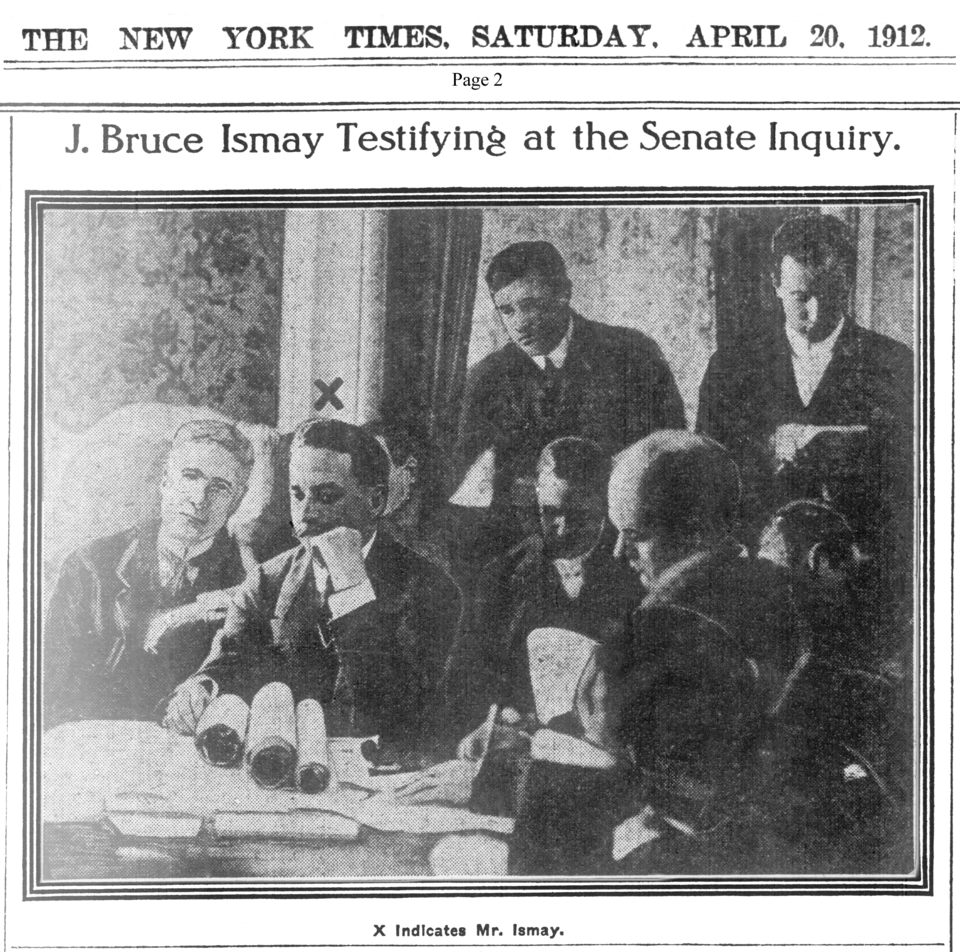 THE NEW YORK TIMES, SATURDAY, APRIL 20, 1912.
Page 2
J. Bruce Ismay Testifying at the Senate Inquiry.
X
X Indicates Mr. Ismay.